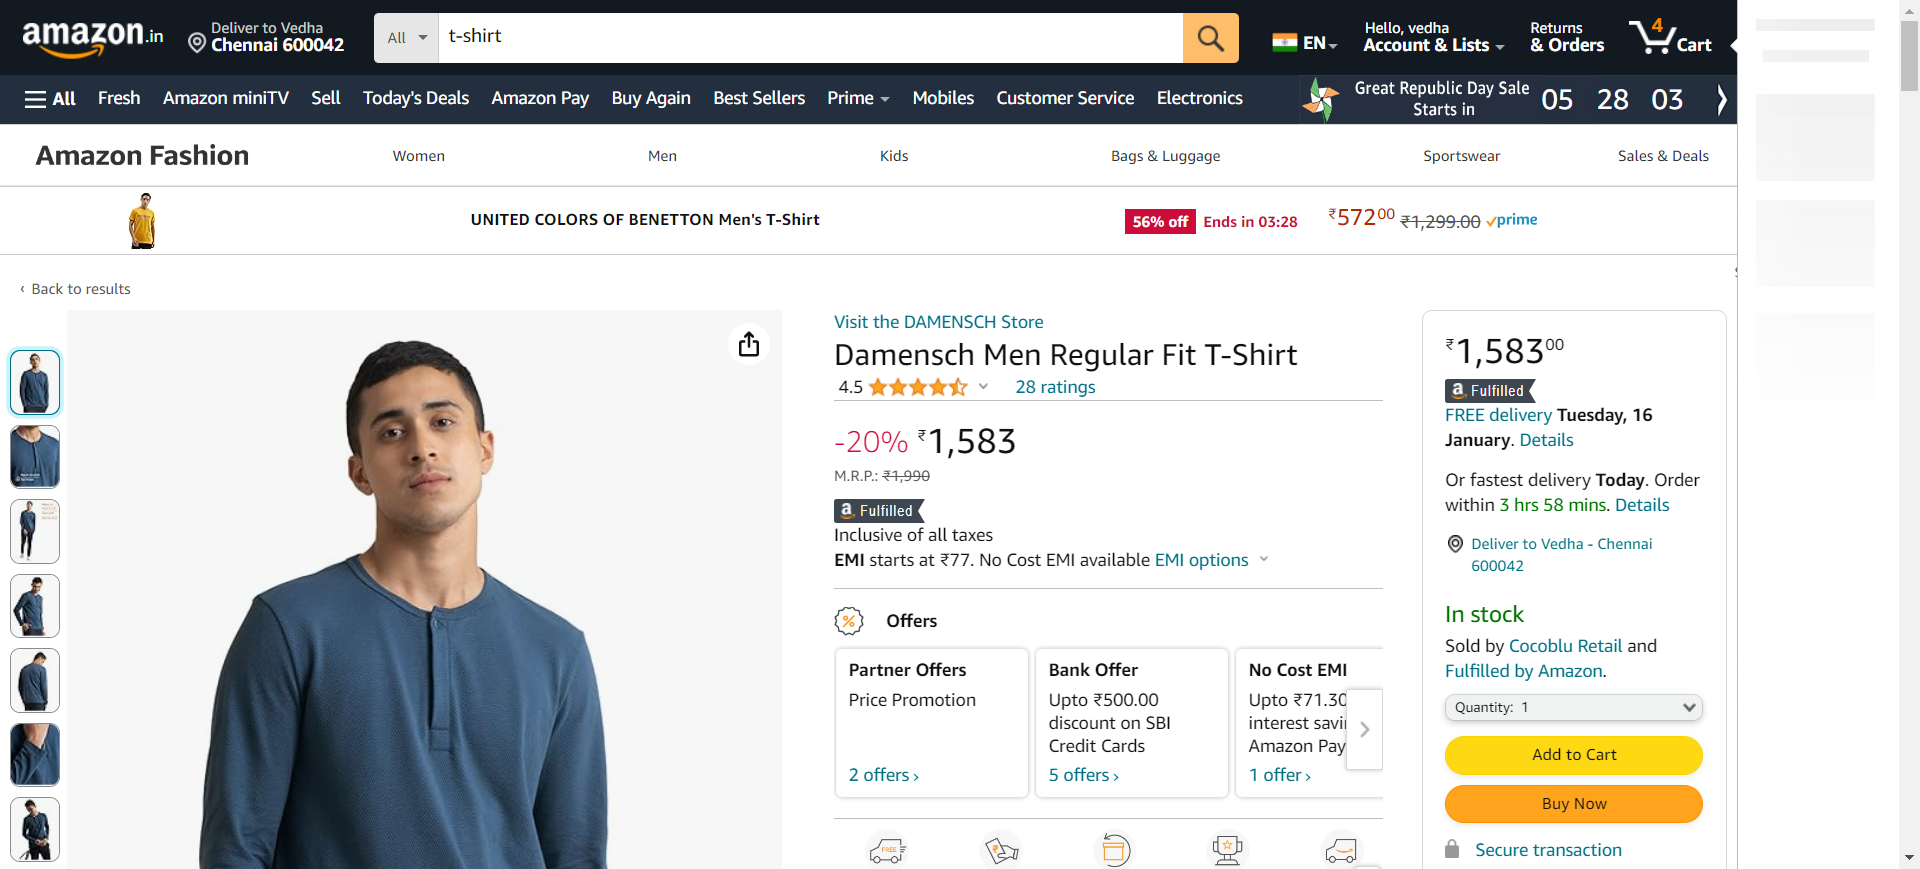 amazon.in
Deliver to Vedha
Chennai 600042
All
t-shirt
EN
Hello, vedha
Account & Lists
Returns
& Orders
4
Cart
All
Fresh
Amazon miniTV
Sell
Today's Deals
Amazon Pay
Buy Again
Best Sellers
Prime
Mobiles
Customer Service
Electronics
Great Republic Day Sale
Starts in
05 28 03
Amazon Fashion
Women
Men
Kids
Bags & Luggage
Sportswear
Sales & Deals
UNITED COLORS OF BENETTON Men's T-Shirt
56% off
Ends in 03:28
₹57200
₹1,299.00
prime
‹ Back to results
Visit the DAMENSCH Store
Damensch Men Regular Fit T-Shirt
4.5
28 ratings
-20% ₹1,583
M.R.P.: ₹1,990
a Fulfilled
Inclusive of all taxes
EMI starts at ₹77. No Cost EMI available EMI options
% Offers
Partner Offers
Price Promotion
2 offers ›
Bank Offer
Upto ₹500.00
discount on SBI
Credit Cards
5 offers ›
No Cost EMI
Upto ₹71.30
interest savi
Amazon Pay
1 offer ›
FREE
₹1,58300
a Fulfilled
FREE delivery Tuesday, 16
January. Details
Or fastest delivery Today. Order
within 3 hrs 58 mins. Details
Deliver to Vedha - Chennai
600042
In stock
Sold by Cocoblu Retail and
Fulfilled by Amazon.
Quantity: 1
Add to Cart
Buy Now
Secure transaction